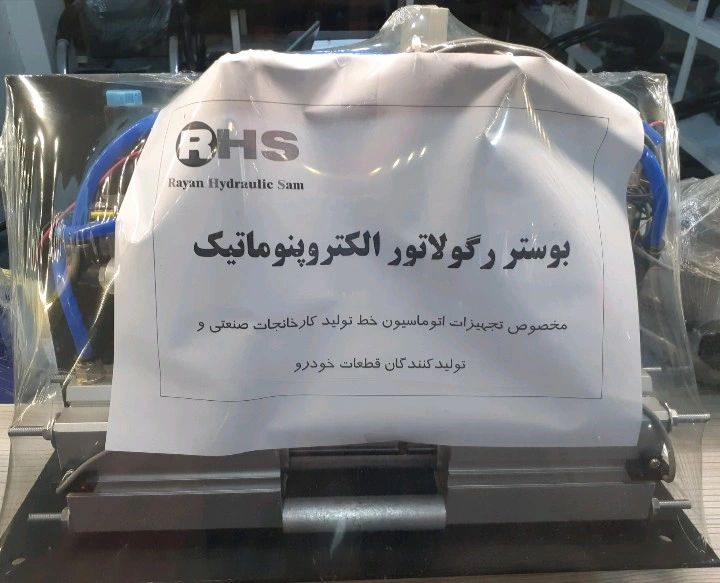 RHS
Rayan Hydraulic Sam
بوستر رگولاتور الکتروپنوماتیک
مخصوص تجهیزات اتوماسیون خط تولید کارخانجات صنعتی و
تولیدکنندگان قطعات خودرو